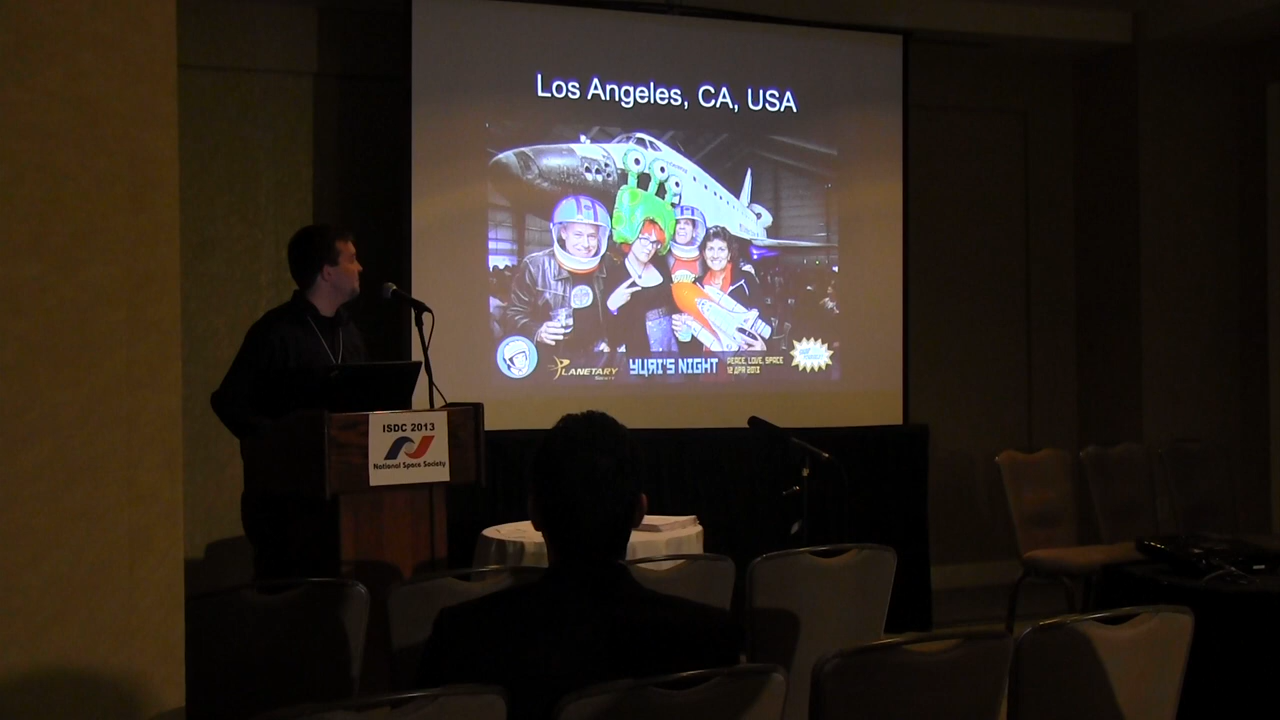 Los Angeles, CA, USA
PLANETARY
YURI'S NIGHT
PEACE, LOVE, SPACE
12 APR 2013
ISDC 2013
National Space Society